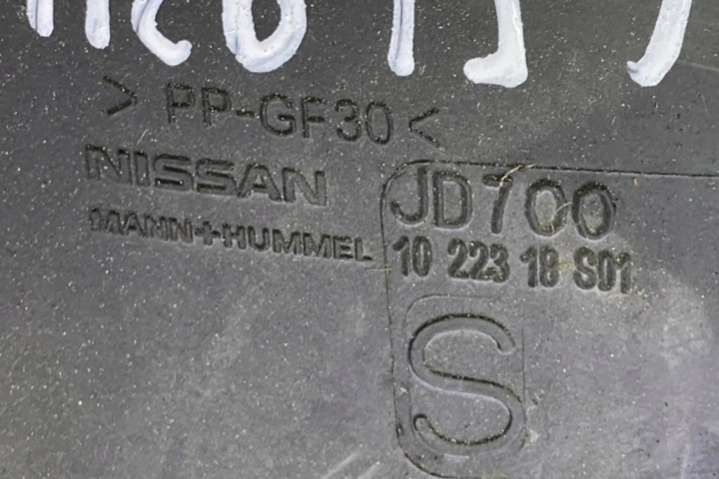 > PP-GF30 <
NISSAN
MANN+HUMMEL
JD700
10 223 18 S01
S